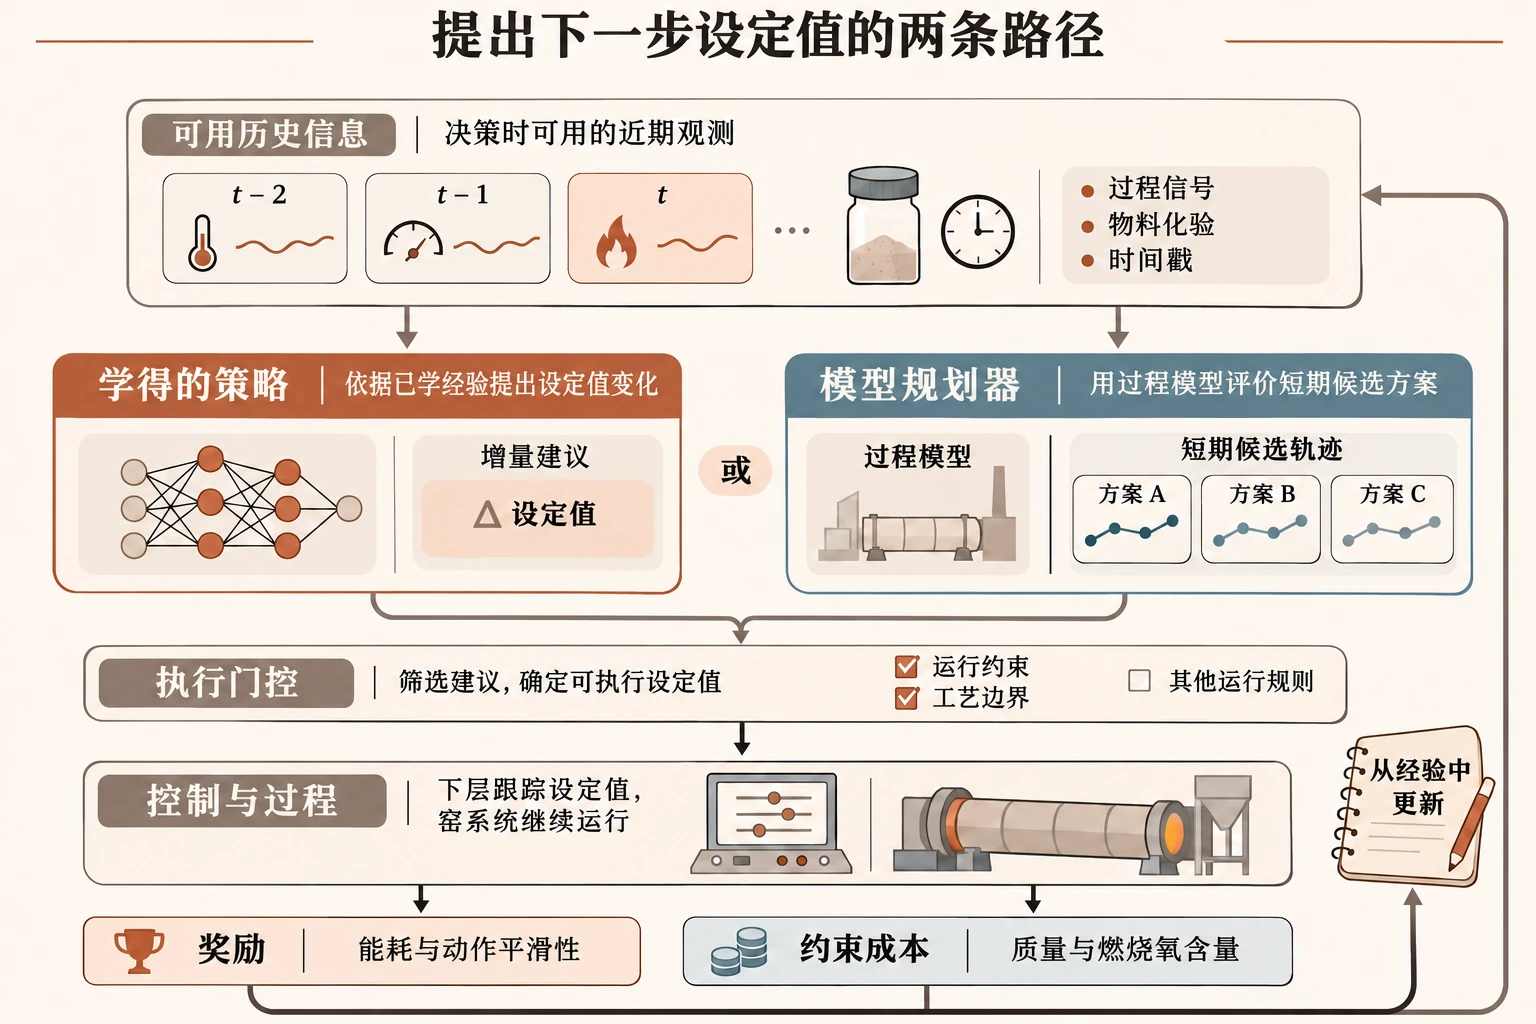 提出下一步设定值的两条路径
可用历史信息
决策时可用的近期观测
t – 2
t – 1
t
...
过程信号
物料化验
时间戳
学得的策略
依据已学经验提出设定值变化
增量建议
△ 设定值
或
模型规划器
用过程模型评价短期候选方案
过程模型
短期候选轨迹
方案 A
方案 B
方案 C
执行门控
筛选建议, 确定可执行设定值
运行约束
工艺边界
其他运行规则
控制与过程
下层跟踪设定值,
窑系统继续运行
从经验中
更新
奖励
能耗与动作平滑性
约束成本
质量与燃烧氧含量